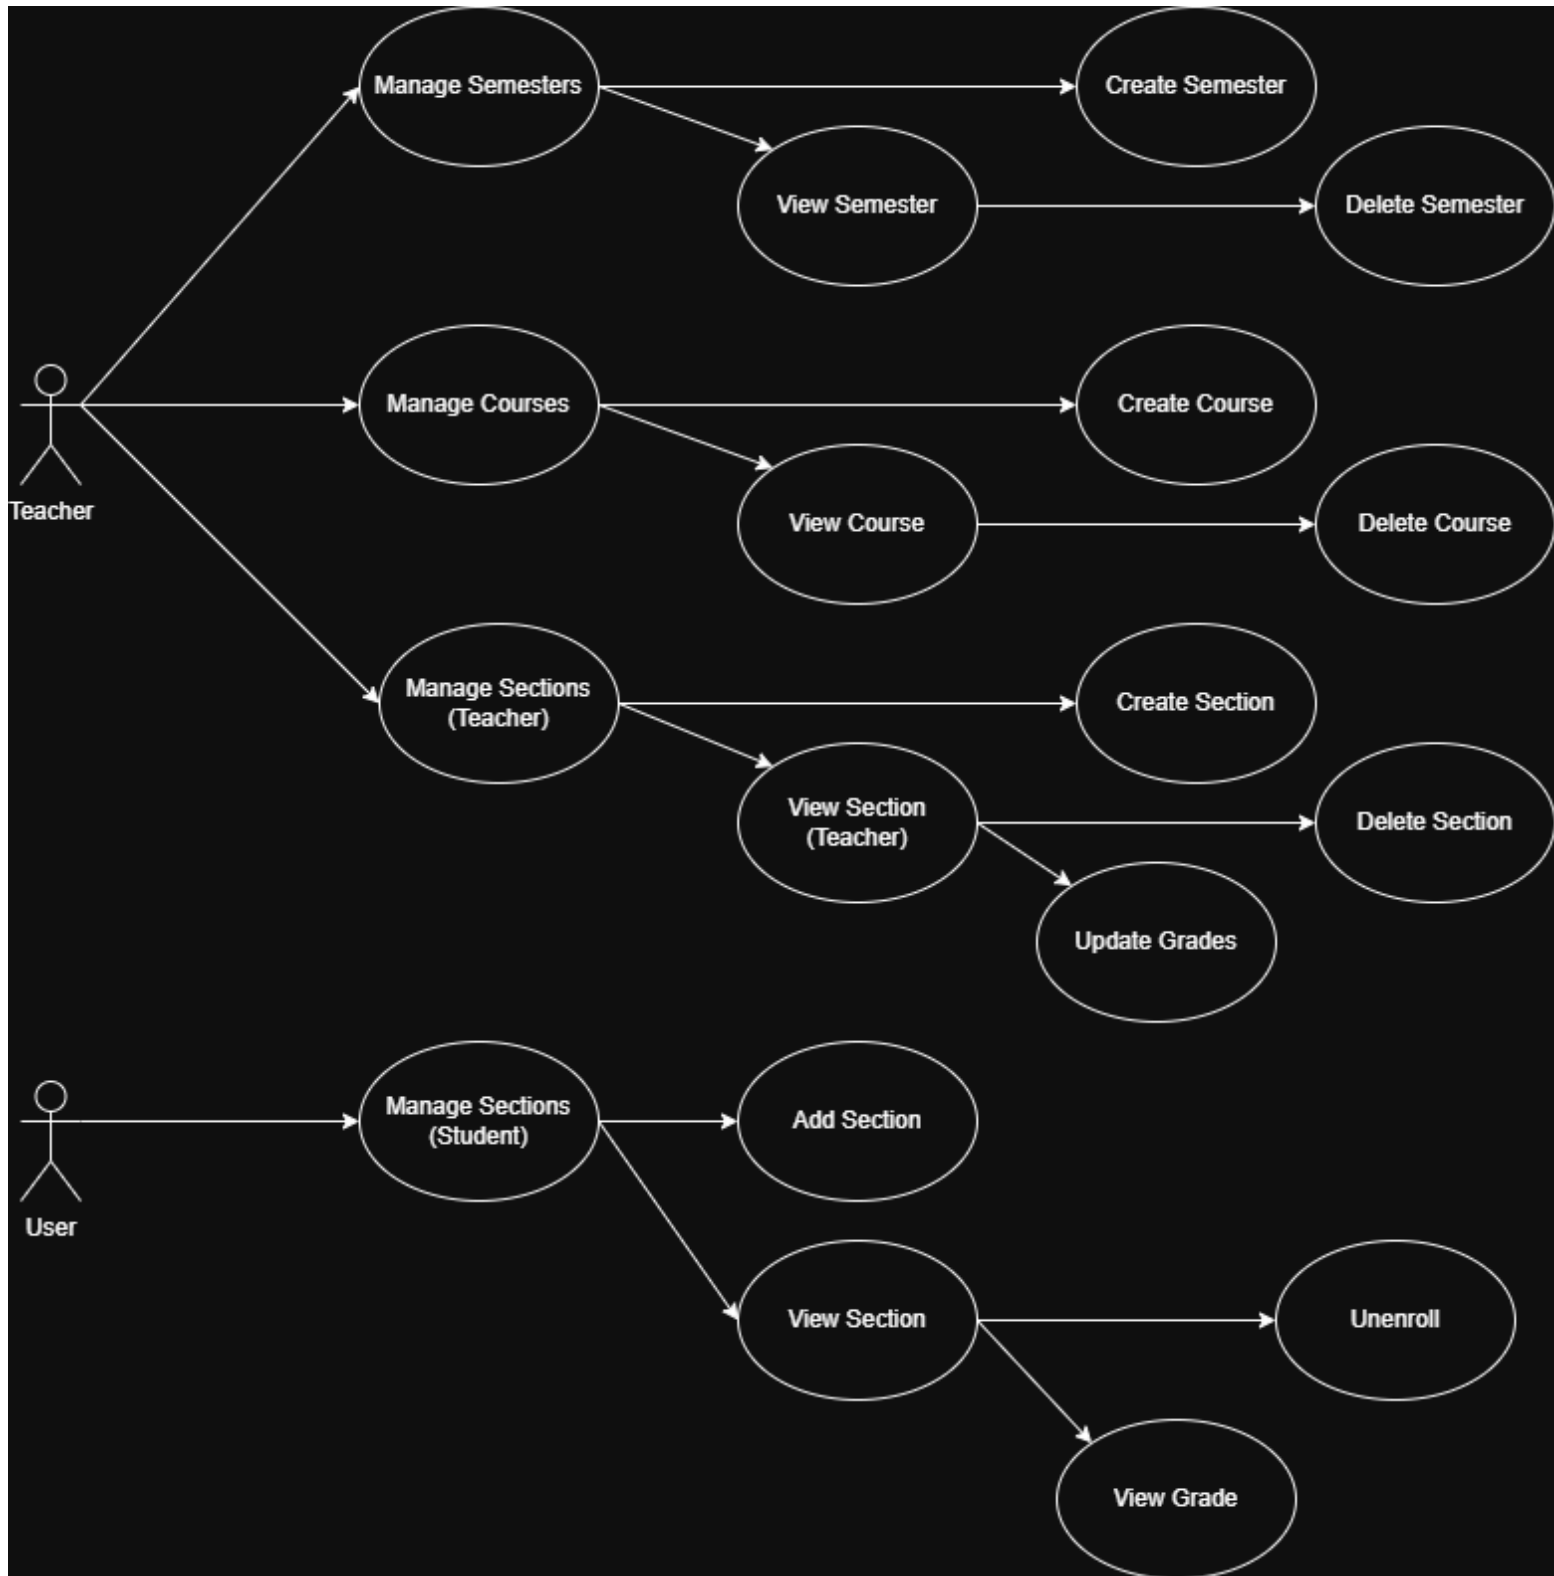 Manage Semesters
Create Semester
View Semester
Delete Semester
Manage Courses
Create Course
Teacher
View Course
Delete Course
Manage Sections
(Teacher)
Create Section
View Section
(Teacher)
Delete Section
Update Grades
Manage Sections
(Student)
Add Section
User
View Section
Unenroll
View Grade